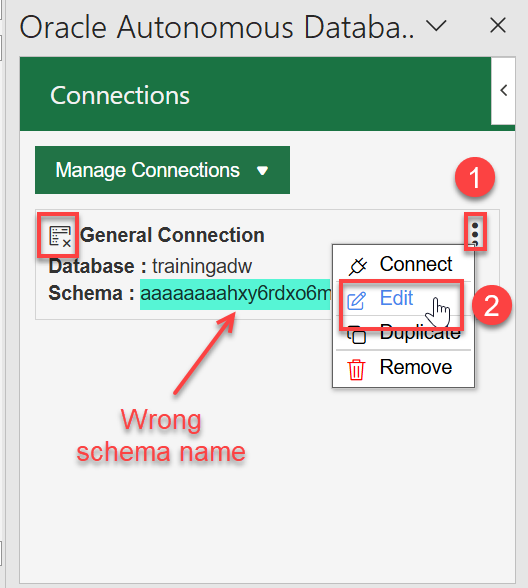 Oracle Autonomous Databa..
Connections
Manage Connections
1
General Connection
Database : trainingadw
Schema : aaaaaaaahxy6rdxo6m
Connect
Edit
2
Duplicate
Remove
Wrong
schema name